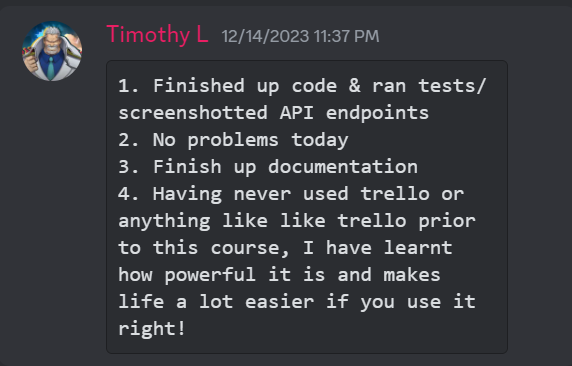 Timothy L 12/14/2023 11:37 PM
1. Finished up code & ran tests/
screenshotted API endpoints
2. No problems today
3. Finish up documentation
4. Having never used trello or
anything like like trello prior
to this course, I have learnt
how powerful it is and makes
life a lot easier if you use it
right!